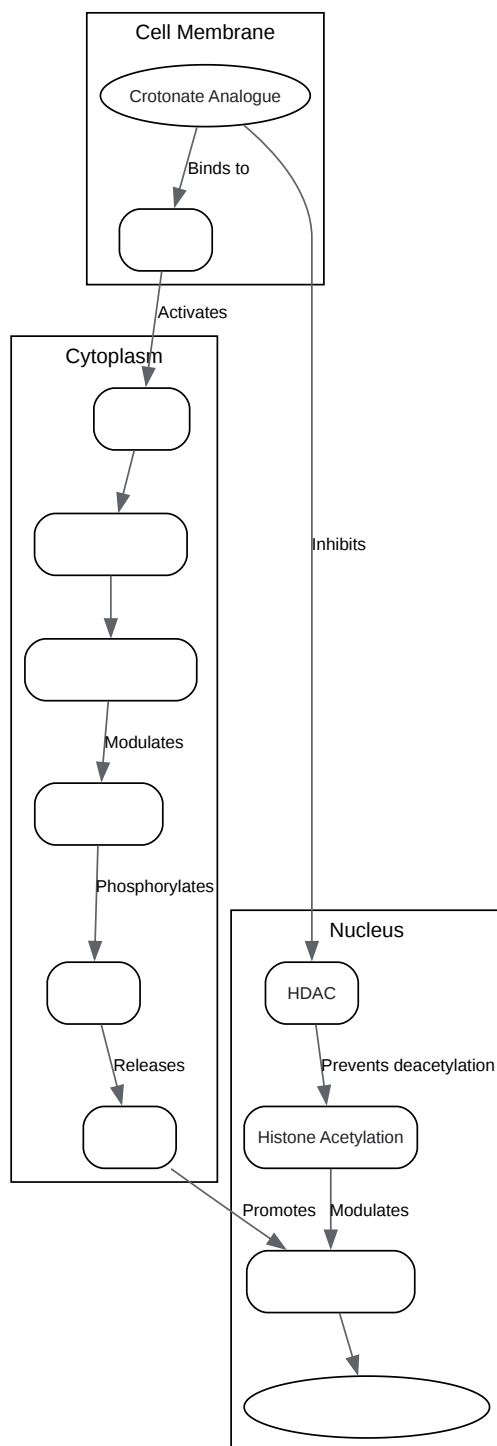 Cell Membrane
Crotonate Analogue
Binds to
Activates
Cytoplasm
Inhibits
Modulates
Phosphorylates
Nucleus
HDAC
Releases
Prevents deacetylation
Histone Acetylation
Promotes
Modulates